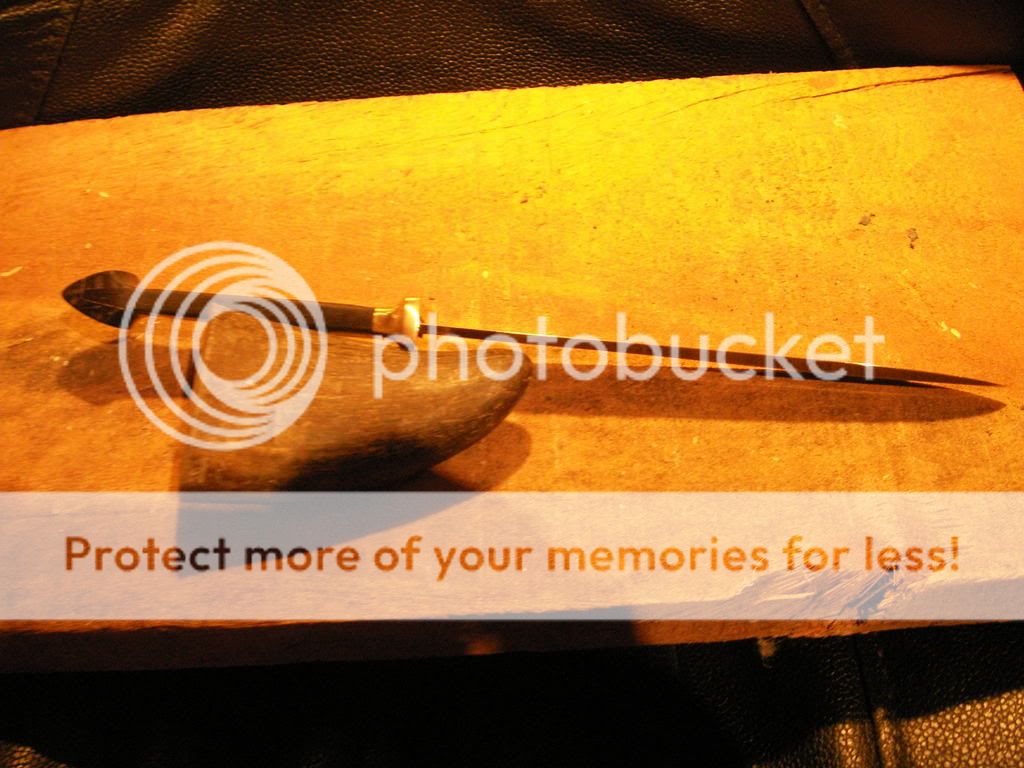 photobucket
Protect more of your memories for less!